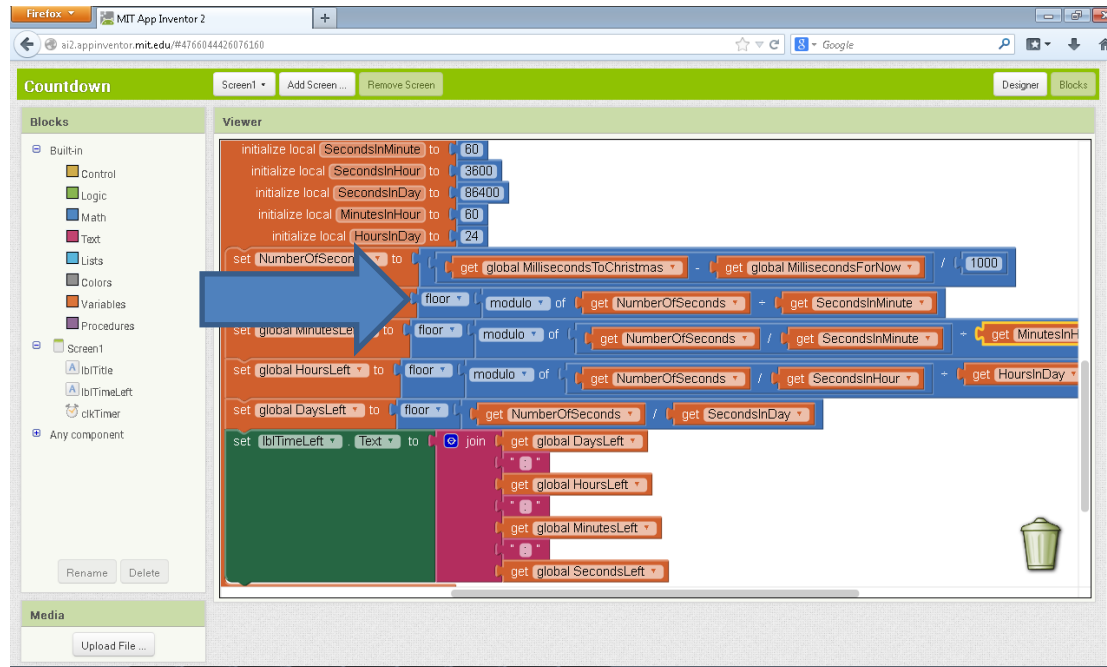 Firefox
MIT App Inventor 2
+
ai2.appinventor.mit.edu/#4766044426076160
Google
Countdown
Screen1
Add Screen ...
Remove Screen
Designer
Blocks
Blocks
Viewer
Built-in
Control
Logic
Math
Text
Lists
Colors
Variables
Procedures
Screen1
lblTitle
lblTimeLeft
clkTimer
Any component
Rename
Delete
Media
Upload File ...
initialize local SecondsInMinute to 60
initialize local SecondsInHour to 3600
initialize local SecondsInDay to 86400
initialize local MinutesInHour to 60
initialize local HoursInDay to 24
set NumberOfSecon to get global MillisecondsToChristmas - get global MillisecondsForNow / 1000
floor modulo of get NumberOfSeconds ÷ get SecondsInMinute
set global MinutesLe to floor modulo of get NumberOfSeconds / get SecondsInMinute ÷ get MinutesInH
set global HoursLeft to floor modulo of get NumberOfSeconds / get SecondsInHour ÷ get HoursInDay
set global DaysLeft to floor get NumberOfSeconds / get SecondsInDay
set lblTimeLeft . Text to join get global DaysLeft
" : "
get global HoursLeft
" : "
get global MinutesLeft
" : "
get global SecondsLeft